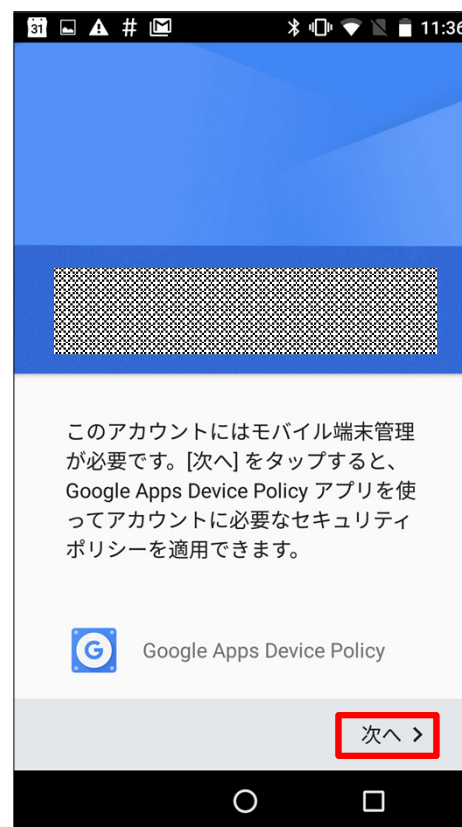 31 # 11:36
このアカウントにはモバイル端末管理
が必要です。[次へ] をタップすると、
Google Apps Device Policy アプリを使
ってアカウントに必要なセキュリティ
ポリシーを適用できます。
G Google Apps Device Policy
次へ